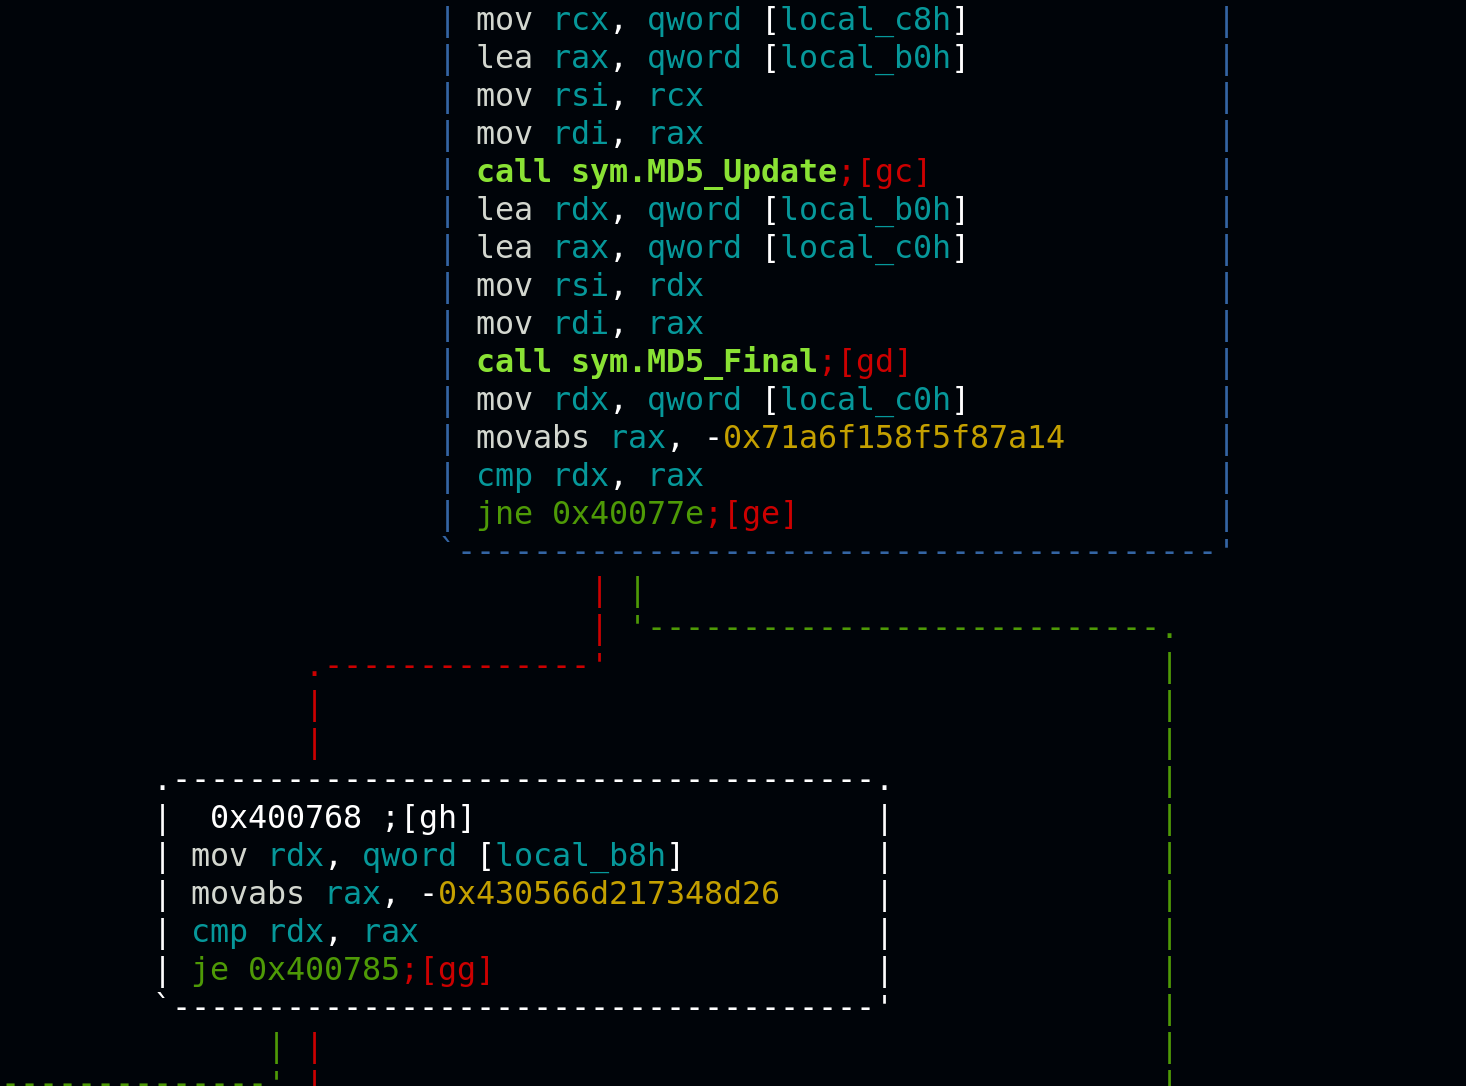 mov rcx, qword [local_c8h]
lea rax, qword [local_b0h]
mov rsi, rcx
mov rdi, rax
call sym.MD5_Update;[gc]
lea rdx, qword [local_b0h]
lea rax, qword [local_c0h]
mov rsi, rdx
mov rdi, rax
call sym.MD5_Final;[gd]
mov rdx, qword [local_c0h]
movabs rax, -0x71a6f158f5f87a14
cmp rdx, rax
jne 0x40077e;[ge]
0x400768 ;[gh]
mov rdx, qword [local_b8h]
movabs rax, -0x430566d217348d26
cmp rdx, rax
je 0x400785;[gg]